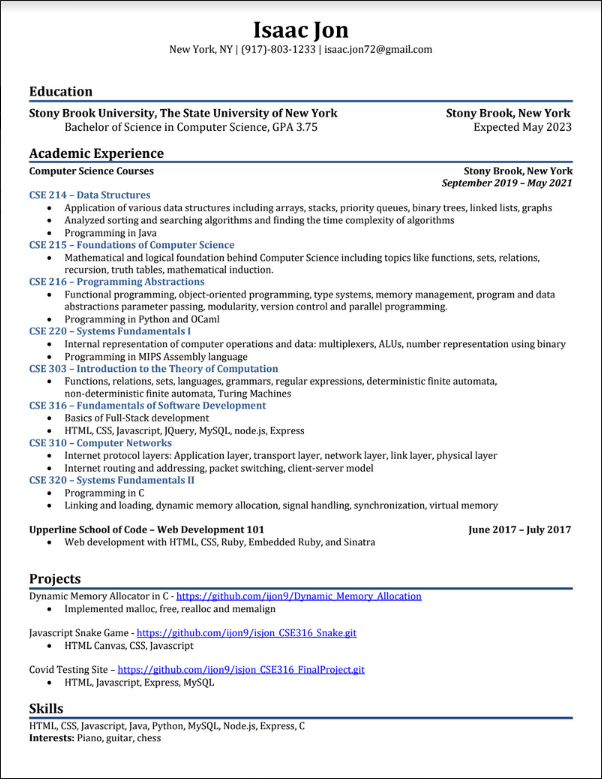 Isaac Jon
New York, NY | (917)-803-1233 | isaac.jon72@gmail.com
Education
Stony Brook University, The State University of New York Stony Brook, New York
Bachelor of Science in Computer Science, GPA 3.75 Expected May 2023
Academic Experience
Computer Science Courses Stony Brook, New York
September 2019 – May 2021
CSE 214 – Data Structures
• Application of various data structures including arrays, stacks, priority queues, binary trees, linked lists, graphs
• Analyzed sorting and searching algorithms and finding the time complexity of algorithms
• Programming in Java
CSE 215 – Foundations of Computer Science
• Mathematical and logical foundation behind Computer Science including topics like functions, sets, relations,
recursion, truth tables, mathematical induction.
CSE 216 – Programming Abstractions
• Functional programming, object-oriented programming, type systems, memory management, program and data
abstractions parameter passing, modularity, version control and parallel programming.
• Programming in Python and OCaml
CSE 220 – Systems Fundamentals I
• Internal representation of computer operations and data: multiplexers, ALUs, number representation using binary
• Programming in MIPS Assembly language
CSE 303 – Introduction to the Theory of Computation
• Functions, relations, sets, languages, grammars, regular expressions, deterministic finite automata,
non-deterministic finite automata, Turing Machines
CSE 316 – Fundamentals of Software Development
• Basics of Full-Stack development
• HTML, CSS, Javascript, JQuery, MySQL, node.js, Express
CSE 310 – Computer Networks
• Internet protocol layers: Application layer, transport layer, network layer, link layer, physical layer
• Internet routing and addressing, packet switching, client-server model
CSE 320 – Systems Fundamentals II
• Programming in C
• Linking and loading, dynamic memory allocation, signal handling, synchronization, virtual memory
Upperline School of Code – Web Development 101 June 2017 – July 2017
• Web development with HTML, CSS, Ruby, Embedded Ruby, and Sinatra
Projects
Dynamic Memory Allocator in C - https://github.com/ijon9/Dynamic_Memory_Allocation
• Implemented malloc, free, realloc and memalign
Javascript Snake Game - https://github.com/ijon9/isjon_CSE316_Snake.git
• HTML Canvas, CSS, Javascript
Covid Testing Site – https://github.com/ijon9/isjon_CSE316_FinalProject.git
• HTML, Javascript, Express, MySQL
Skills
HTML, CSS, Javascript, Java, Python, MySQL, Node.js, Express, C
Interests: Piano, guitar, chess